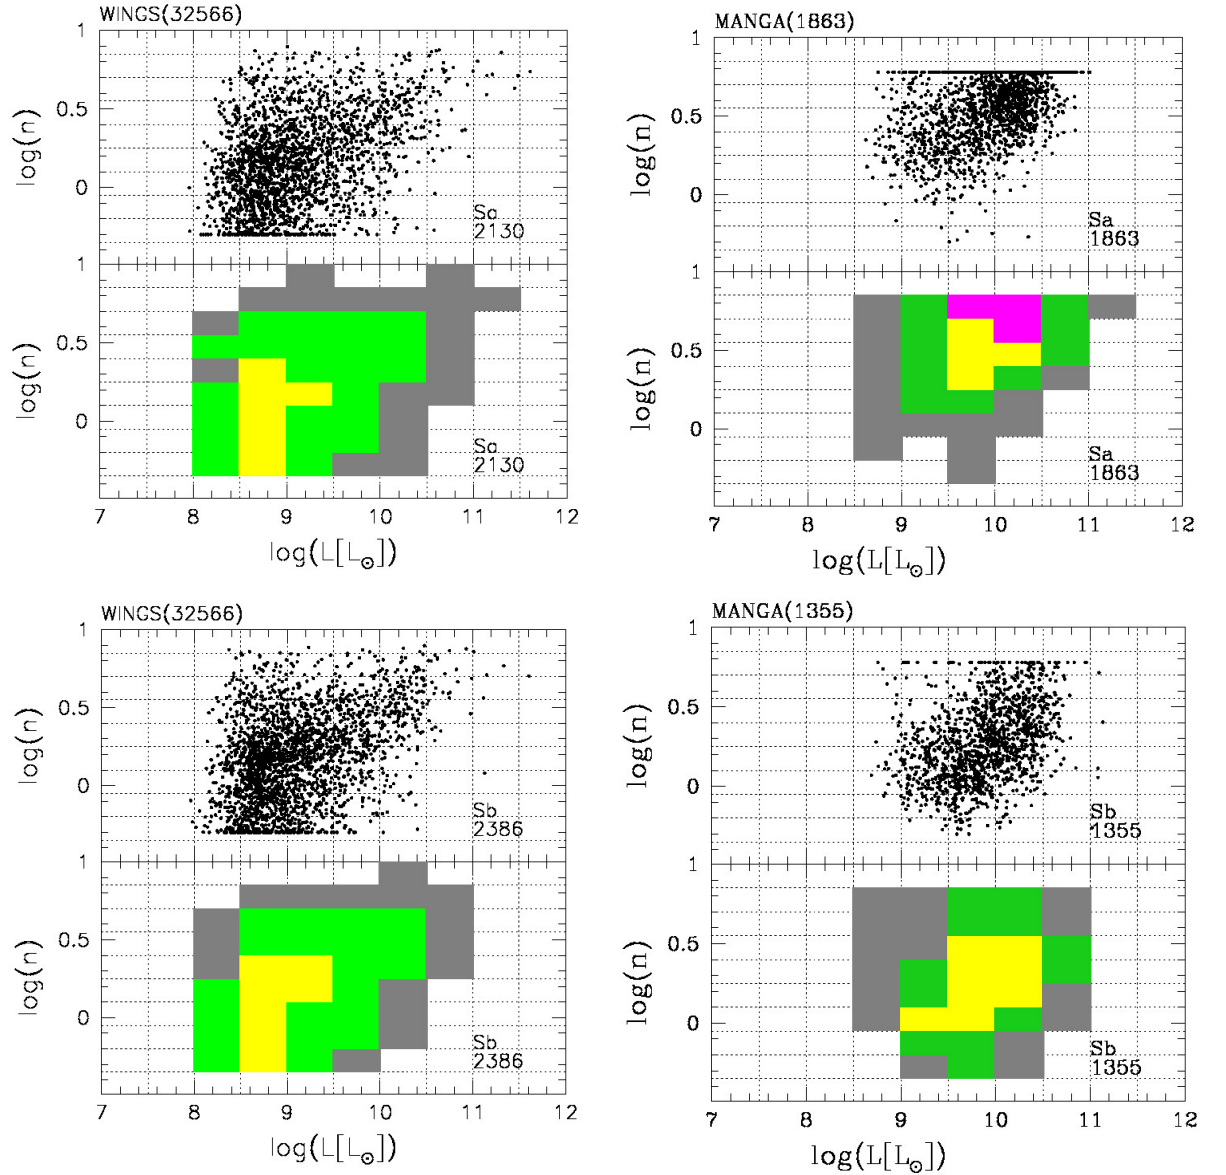 WINGS(32566)
1
0.5
0
log(n)
Sa
2130
1
0.5
0
log(n)
Sa
2130
7 8 9 10 11 12
log(L[L⊙])
MANGA(1863)
1
0.5
0
log(n)
Sa
1863
1
0.5
0
log(n)
Sa
1863
7 8 9 10 11 12
log(L[L⊙])
WINGS(32566)
1
0.5
0
log(n)
Sb
2386
1
0.5
0
log(n)
Sb
2386
7 8 9 10 11 12
log(L[L⊙])
MANGA(1355)
1
0.5
0
log(n)
Sb
1355
1
0.5
0
log(n)
Sb
1355
7 8 9 10 11 12
log(L[L⊙])